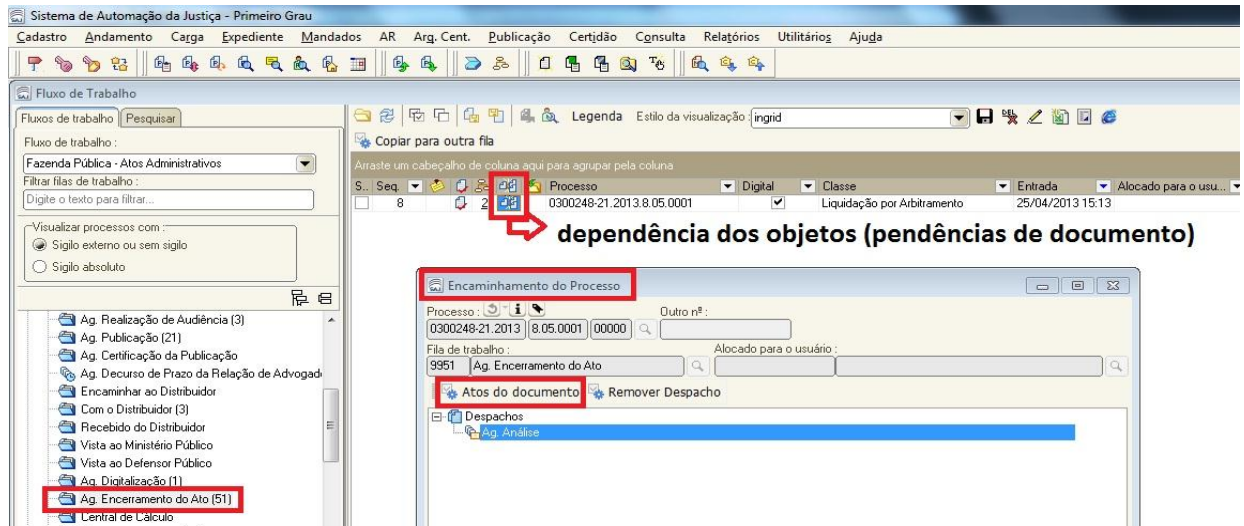 Sistema de Automação da Justiça - Primeiro Grau
Cadastro Andamento Carga Expediente Mandados AR Arq. Cent. Publicação Certidão Consulta Relatórios Utilitários Ajuda
Fluxo de Trabalho
Fluxos de trabalho Pesquisar
Legenda Estilo da visualização : ingrid
Fluxo de trabalho :
Copiar para outra fila
Fazenda Pública - Atos Administrativos
Arraste um cabeçalho de coluna aqui para agrupar pela coluna
Filtrar filas de trabalho :
S.. Seq. Processo Digital Classe Entrada Alocado para o usu...
Digite o texto para filtrar...
8 2 0300248-21.2013.8.05.0001 Liquidação por Arbitramento 25/04/2013 15:13
Visualizar processos com :
Sigilo externo ou sem sigilo
Sigilo absoluto
dependência dos objetos (pendências de documento)
Encaminhamento do Processo
Processo : Outro nº :
0300248-21.2013 8.05.0001 00000
Fila de trabalho : Alocado para o usuário :
9951 Ag. Encerramento do Ato
Atos do documento Remover Despacho
Despachos
Ag. Análise
Ag. Realização de Audiência (3)
Ag. Publicação (21)
Ag. Certificação da Publicação
Ag. Decurso de Prazo da Relação de Advogad
Encaminhar ao Distribuidor
Com o Distribuidor (3)
Recebido do Distribuidor
Vista ao Ministério Público
Vista ao Defensor Público
Ag. Digitalização (1)
Ag. Encerramento do Ato (51)
Central de Cálculo